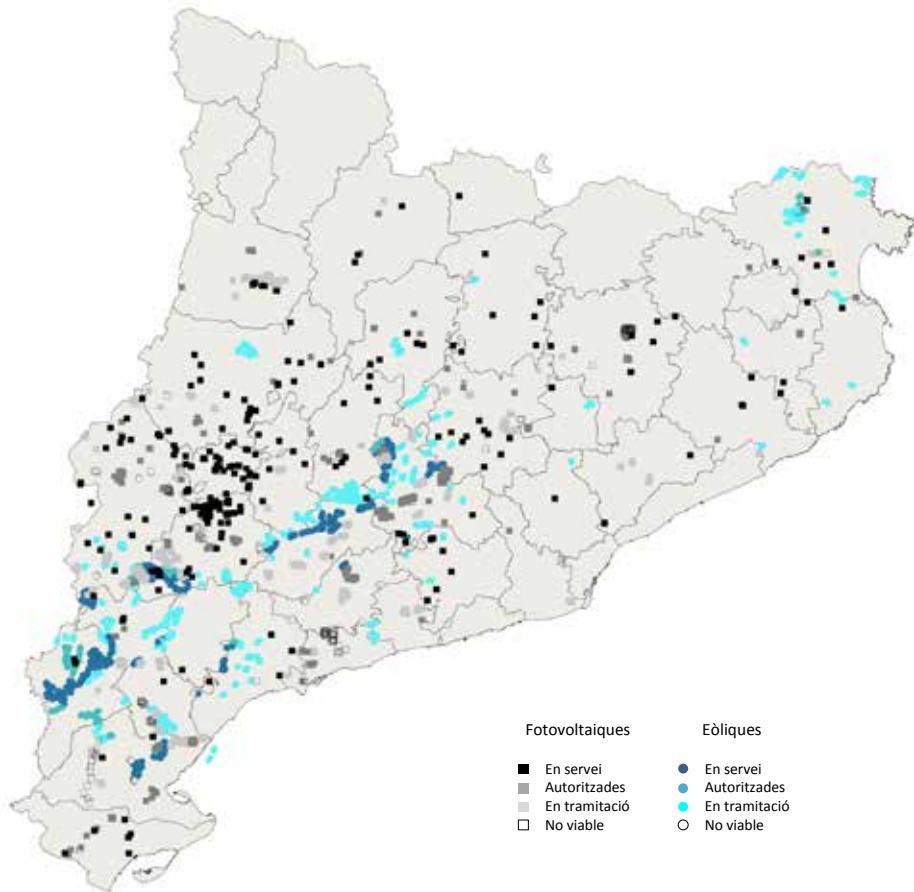 Fotovoltaiques
En servei
Autoritzades
En tramitació
No viable
Eòliques
En servei
Autoritzades
En tramitació
No viable